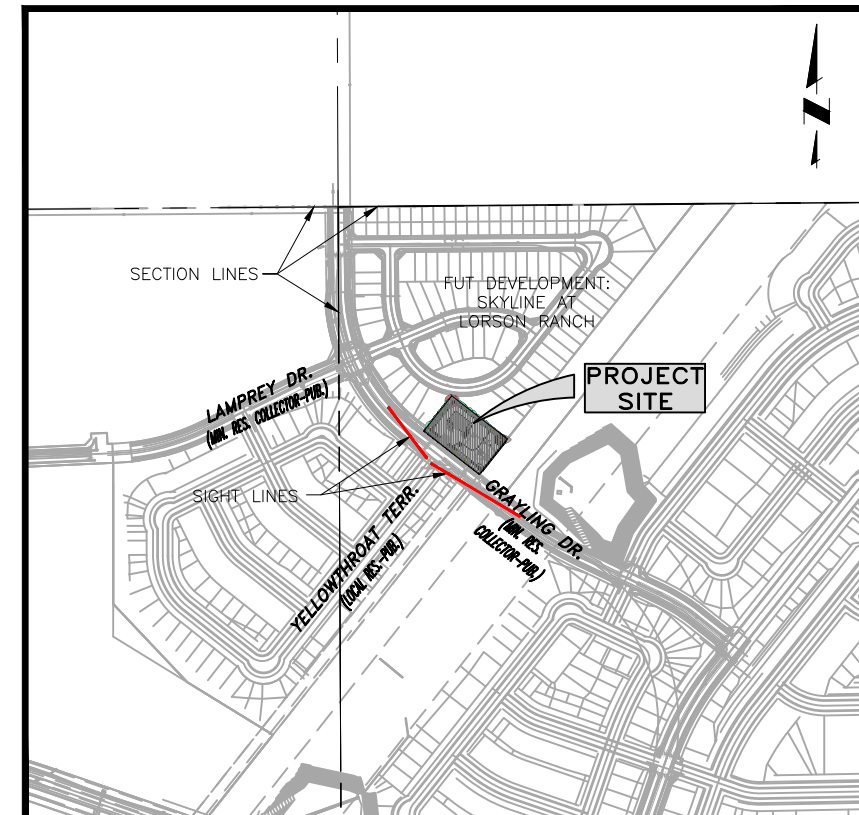 N
SECTION LINES
FUT DEVELOPMENT:
SKYLINE AT
LORSON RANCH
PROJECT
SITE
LAMPREY DR.
(MIN. RES. COLLECTOR-PUB.)
SIGHT LINES
YELLOWTHROAT TERR.
(LOCAL RES.-PUB.)
GRAYLING DR.
(MIN. RES.
COLLECTOR-PUB.)